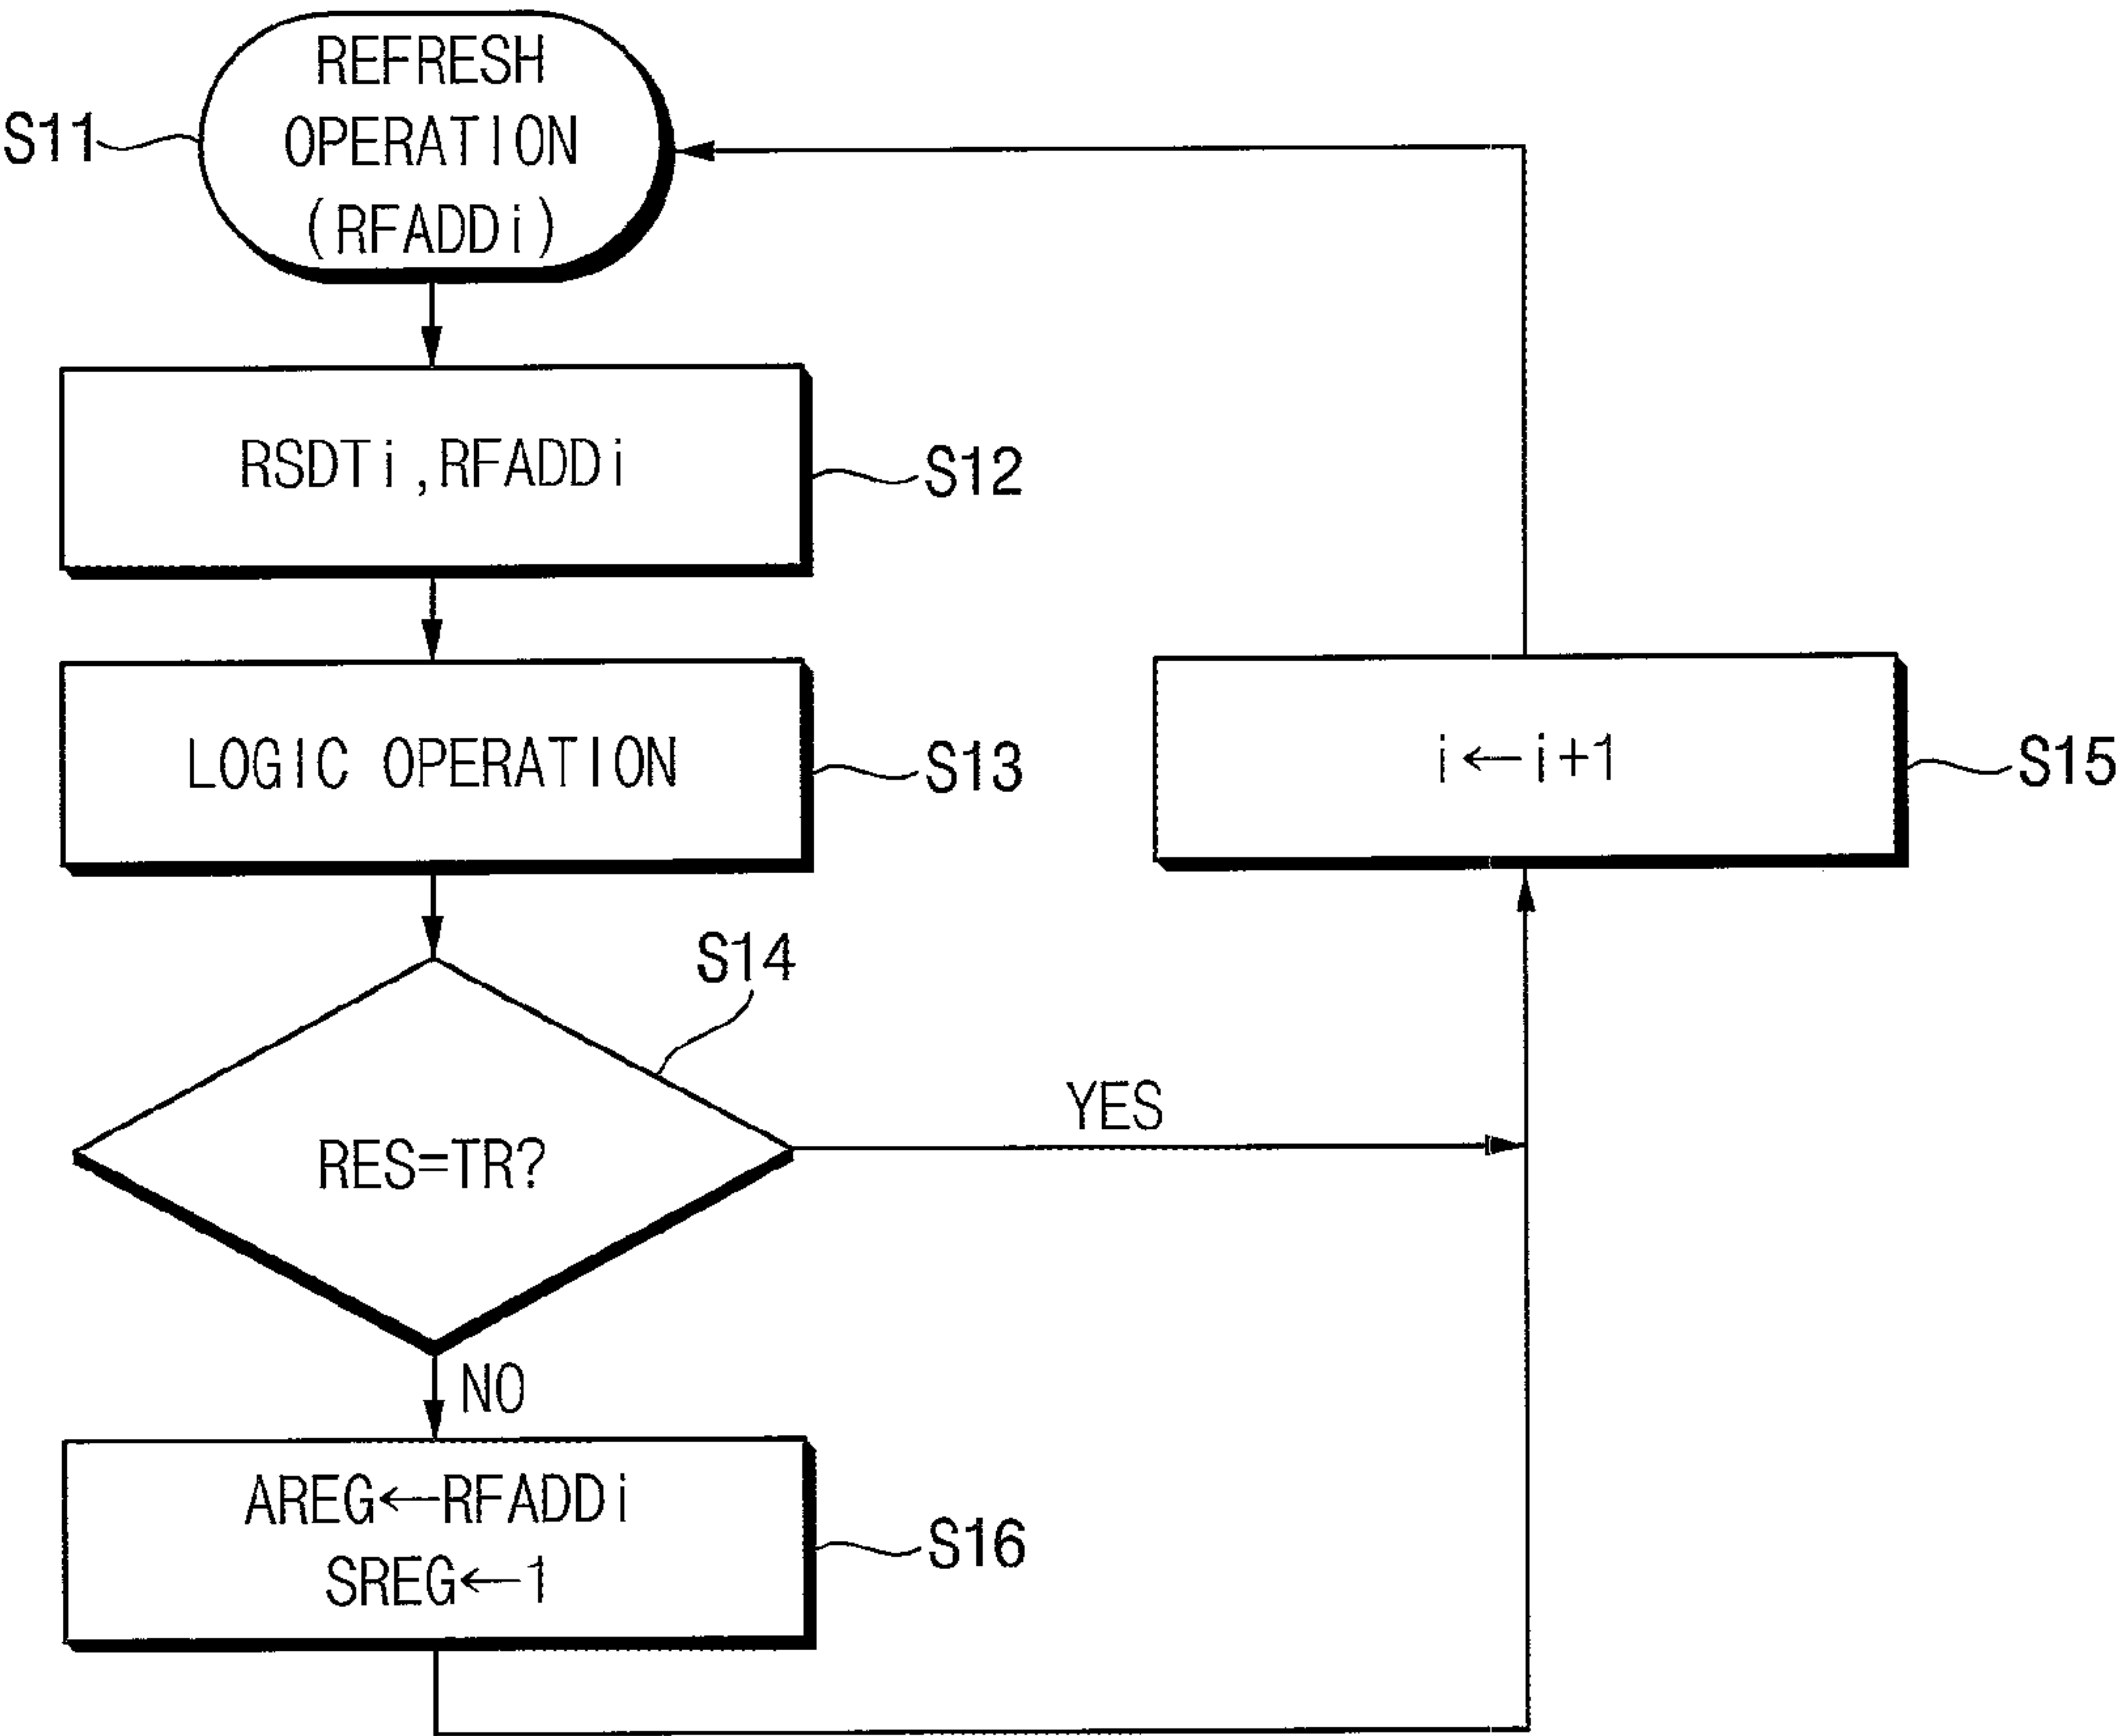 REFRESH
OPERATION
(RFADDi)
S11
RSDTi,RFADDi
S12
LOGIC OPERATION
S13
i←i+1
S15
S14
RES=TR?
YES
NO
AREG←RFADDi
SREG←1
S16